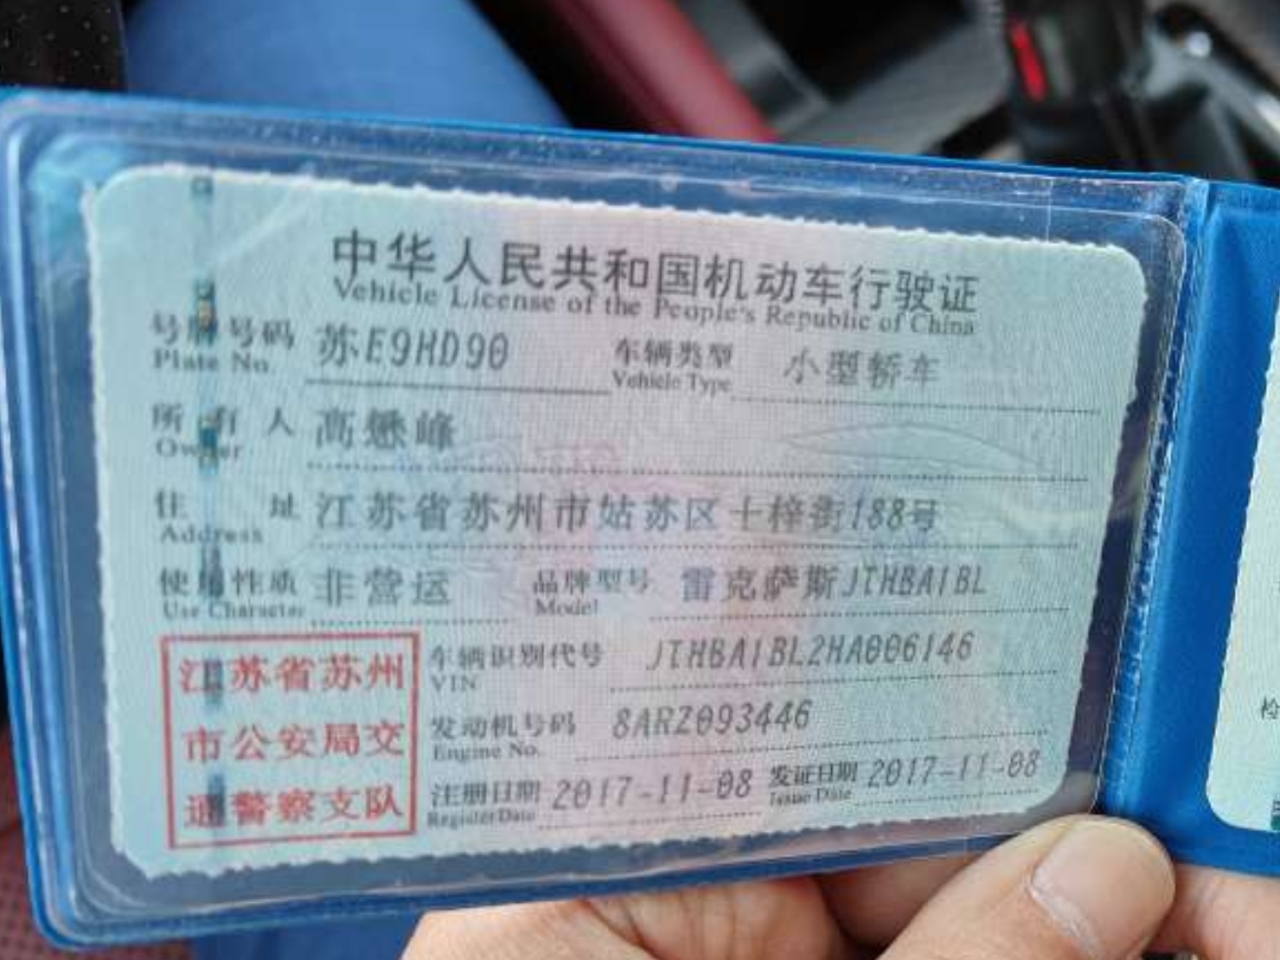 中华人民共和国机动车行驶证
Vehicle License of the People's Republic of China
号牌号码 苏E9HD90 车辆类型 小型轿车
Plate No. Vehicle Type
所有人 高懋峰
Owner
住址 江苏省苏州市姑苏区十梓街188号
Address
使用性质 非营运 品牌型号 雷克萨斯JTHBA1BL
Use Character Model
江苏省苏州
市公安局交
通警察支队
车辆识别代号 JTHBA1BL2HA006146
VIN
发动机号码 8ARZ093446
Engine No.
注册日期 2017-11-08 发证日期 2017-11-08
Register Date Issue Date
检